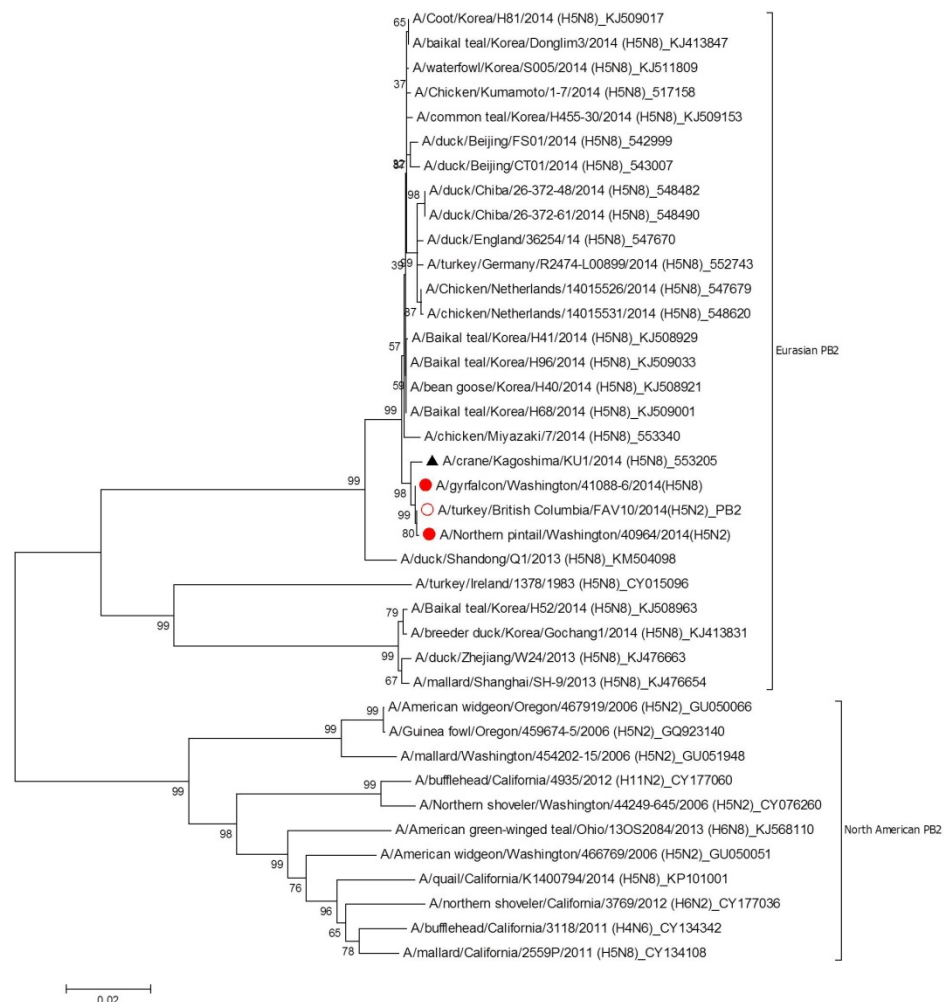 65
A/Coot/Korea/H81/2014 (H5N8)_KJ509017
A/baikal teal/Korea/Donglim3/2014 (H5N8)_KJ413847
A/waterfowl/Korea/S005/2014 (H5N8)_KJ511809
37
A/Chicken/Kumamoto/1-7/2014 (H5N8)_517158
A/common teal/Korea/H455-30/2014 (H5N8)_KJ509153
A/duck/Beijing/FS01/2014 (H5N8)_542999
A/duck/Beijing/CT01/2014 (H5N8)_543007
98
A/duck/Chiba/26-372-48/2014 (H5N8)_548482
A/duck/Chiba/26-372-61/2014 (H5N8)_548490
A/duck/England/36254/14 (H5N8)_547670
39
99
A/turkey/Germany/R2474-L00899/2014 (H5N8)_552743
A/Chicken/Netherlands/14015526/2014 (H5N8)_547679
87
A/chicken/Netherlands/14015531/2014 (H5N8)_548620
A/Baikal teal/Korea/H41/2014 (H5N8)_KJ508929
57
Eurasian PB2
A/Baikal teal/Korea/H96/2014 (H5N8)_KJ509033
59
A/bean goose/Korea/H40/2014 (H5N8)_KJ508921
A/Baikal teal/Korea/H68/2014 (H5N8)_KJ509001
99
A/chicken/Miyazaki/7/2014 (H5N8)_553340
A/crane/Kagoshima/KU1/2014 (H5N8)_553205
99
A/gyrfalcon/Washington/41088-6/2014(H5N8)
98
A/turkey/British Columbia/FAV10/2014(H5N2)_PB2
99
80
A/Northern pintail/Washington/40964/2014(H5N2)
A/duck/Shandong/Q1/2013 (H5N8)_KM504098
A/turkey/Ireland/1378/1983 (H5N8)_CY015096
99
79
A/Baikal teal/Korea/H52/2014 (H5N8)_KJ508963
A/breeder duck/Korea/Gochang1/2014 (H5N8)_KJ413831
99
A/duck/Zhejiang/W24/2013 (H5N8)_KJ476663
67
A/mallard/Shanghai/SH-9/2013 (H5N8)_KJ476654
99
A/American widgeon/Oregon/467919/2006 (H5N2)_GU050066
99
A/Guinea fowl/Oregon/459674-5/2006 (H5N2)_GQ923140
A/mallard/Washington/454202-15/2006 (H5N2)_GU051948
99
99
A/bufflehead/California/4935/2012 (H11N2)_CY177060
A/Northern shoveler/Washington/44249-645/2006 (H5N2)_CY076260
98
A/American green-winged teal/Ohio/13OS2084/2013 (H6N8)_KJ568110
North American PB2
99
A/American widgeon/Washington/466769/2006 (H5N2)_GU050051
76
A/quail/California/K1400794/2014 (H5N8)_KP101001
96
A/northern shoveler/California/3769/2012 (H6N2)_CY177036
65
A/bufflehead/California/3118/2011 (H4N6)_CY134342
78
A/mallard/California/2559P/2011 (H5N8)_CY134108
0.02